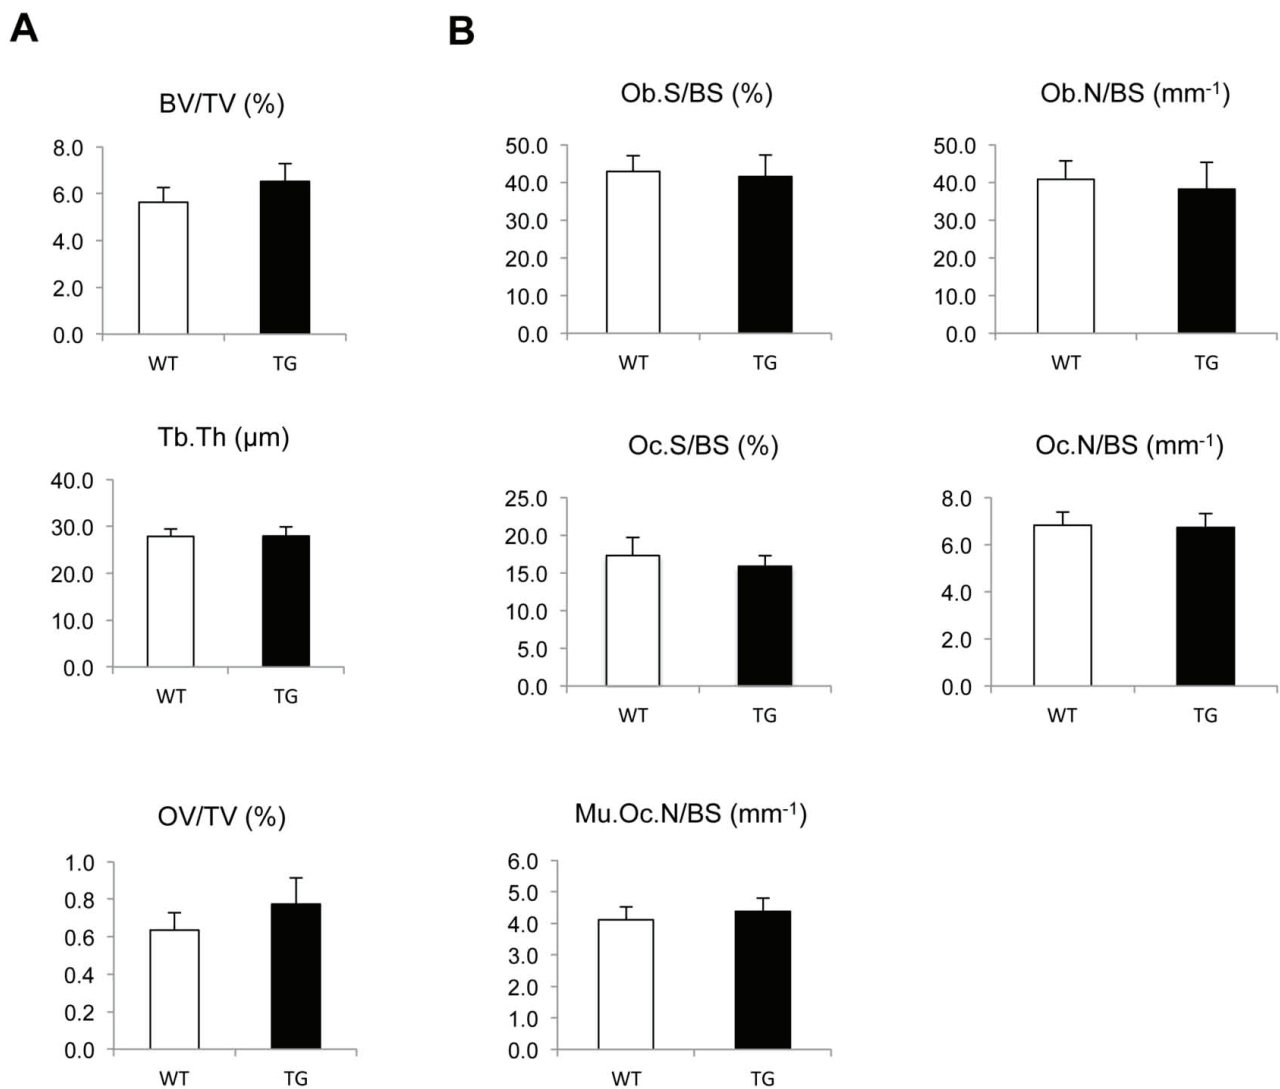 A
BV/TV (%)
8.0
6.0
4.0
2.0
0.0
WT TG
Tb.Th (µm)
40.0
30.0
20.0
10.0
0.0
WT TG
OV/TV (%)
1.0
0.8
0.6
0.4
0.2
0.0
WT TG
B
Ob.S/BS (%)
50.0
40.0
30.0
20.0
10.0
0.0
WT TG
Ob.N/BS (mm⁻¹)
50.0
40.0
30.0
20.0
10.0
0.0
WT TG
Oc.S/BS (%)
25.0
20.0
15.0
10.0
5.0
0.0
WT TG
Oc.N/BS (mm⁻¹)
8.0
6.0
4.0
2.0
0.0
WT TG
Mu.Oc.N/BS (mm⁻¹)
6.0
5.0
4.0
3.0
2.0
1.0
0.0
WT TG